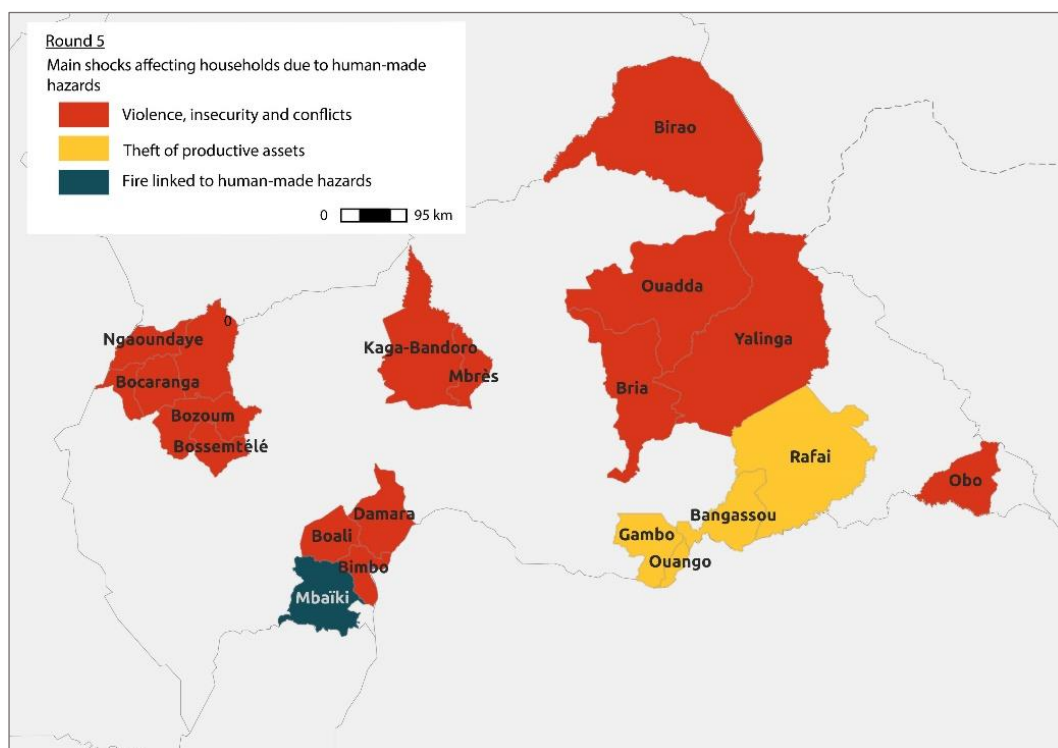 Round 5
Main shocks affecting households due to human-made
hazards
Violence, insecurity and conflicts
Theft of productive assets
Fire linked to human-made hazards
0 95 km
Birao
Ouadda
Yalinga
0
Ngaoundaye
Kaga-Bandoro
Mbrès
Bocaranga
Bria
Bozoum
Bossemtélé
Rafai
Obo
Damara
Bangassou
Boali
Gambo
Ouango
Bimbo
Mbaïki